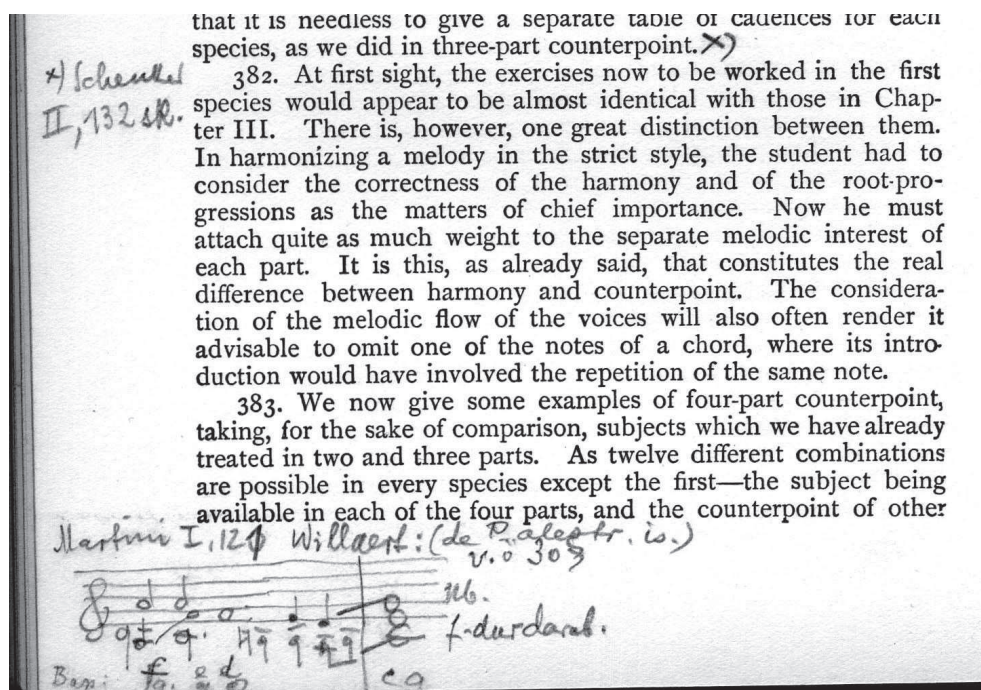 that it is needless to give a separate table of cadences for each
species, as we did in three-part counterpoint. x)
x) Schenker
II, 132 sk.
382. At first sight, the exercises now to be worked in the first
species would appear to be almost identical with those in Chap-
ter III. There is, however, one great distinction between them.
In harmonizing a melody in the strict style, the student had to
consider the correctness of the harmony and of the root-pro-
gressions as the matters of chief importance. Now he must
attach quite as much weight to the separate melodic interest of
each part. It is this, as already said, that constitutes the real
difference between harmony and counterpoint. The considera-
tion of the melodic flow of the voices will also often render it
advisable to omit one of the notes of a chord, where its intro-
duction would have involved the repetition of the same note.
383. We now give some examples of four-part counterpoint,
taking, for the sake of comparison, subjects which we have already
treated in two and three parts. As twelve different combinations
are possible in every species except the first—the subject being
available in each of the four parts, and the counterpoint of other
Martini I, Willaert: (de Palestr. is.)
v.ö 303
f-durdarab.